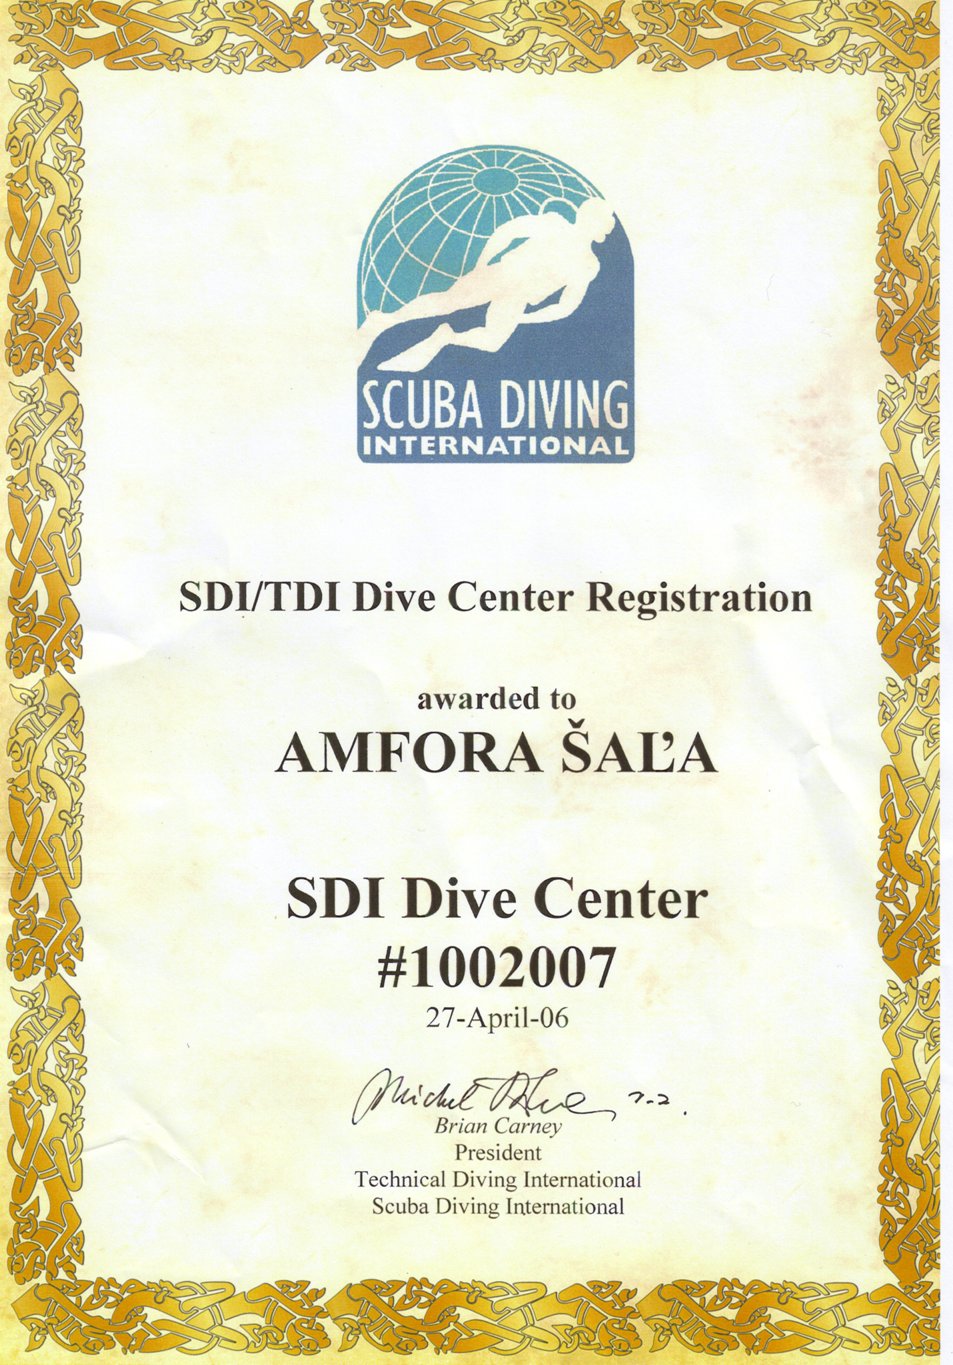 SCUBA DIVING
INTERNATIONAL
SDI/TDI Dive Center Registration
awarded to
AMFORA ŠAĽA
SDI Dive Center
#1002007
27-April-06
Brian Carney
President
Technical Diving International
Scuba Diving International